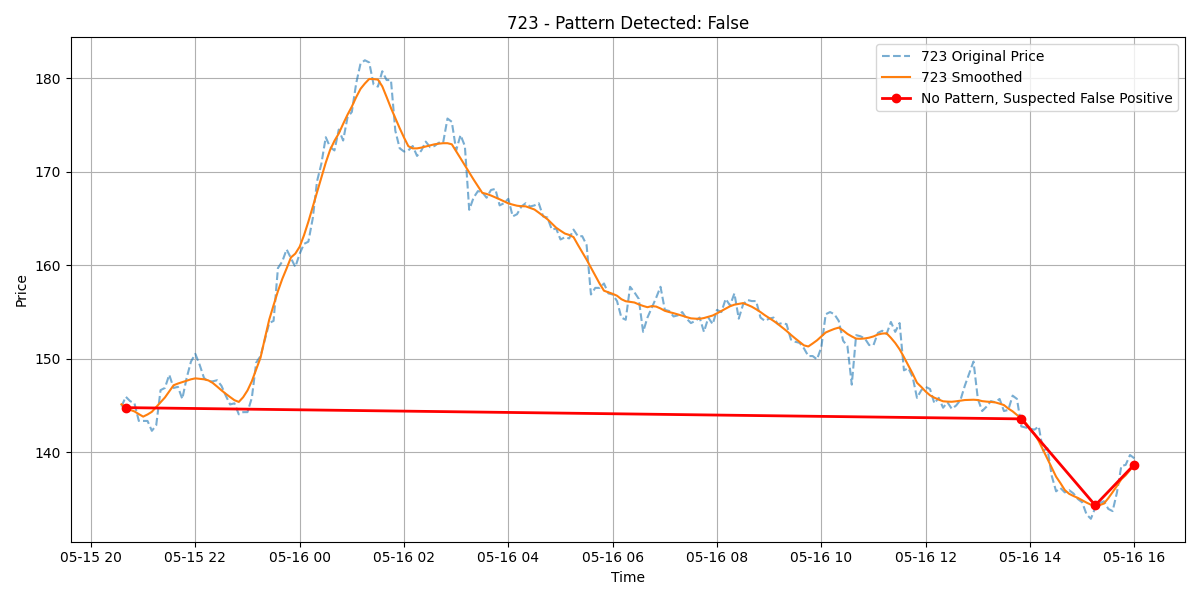 723 - Pattern Detected: False
723 Original Price
723 Smoothed
No Pattern, Suspected False Positive
Price
180
170
160
150
140
05-15 20 05-15 22 05-16 00 05-16 02 05-16 04 05-16 06 05-16 08 05-16 10 05-16 12 05-16 14 05-16 16
Time